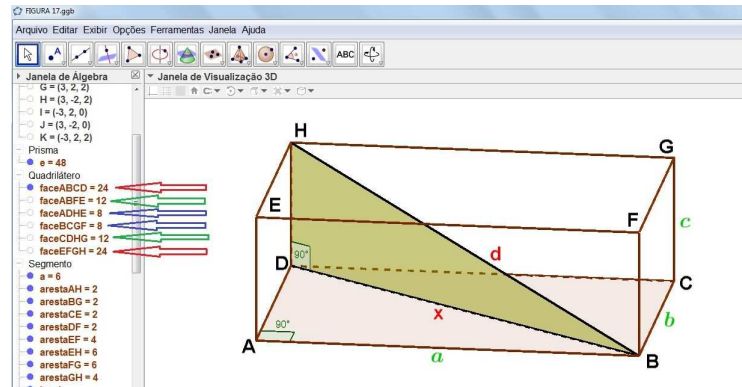 FIGURA 17.ggb
Arquivo Editar Exibir Opções Ferramentas Janela Ajuda
A
ABC
Janela de Álgebra
Janela de Visualização 3D
G = (3, 2, 2)
H = (3, -2, 2)
I = (-3, 2, 0)
J = (3, -2, 0)
K = (-3, 2, 2)
Prisma
e = 48
Quadrilátero
faceABCD = 24
faceABFE = 12
faceADHE = 8
faceBCGF = 8
faceCDHG = 12
faceEFGH = 24
Segmento
a = 6
arestaAH = 2
arestaBG = 2
arestaCE = 2
arestaDF = 2
arestaEF = 4
arestaEH = 6
arestaFG = 6
arestaGH = 4
H
G
E
F
c
d
90°
D
C
x
b
90°
A
a
B